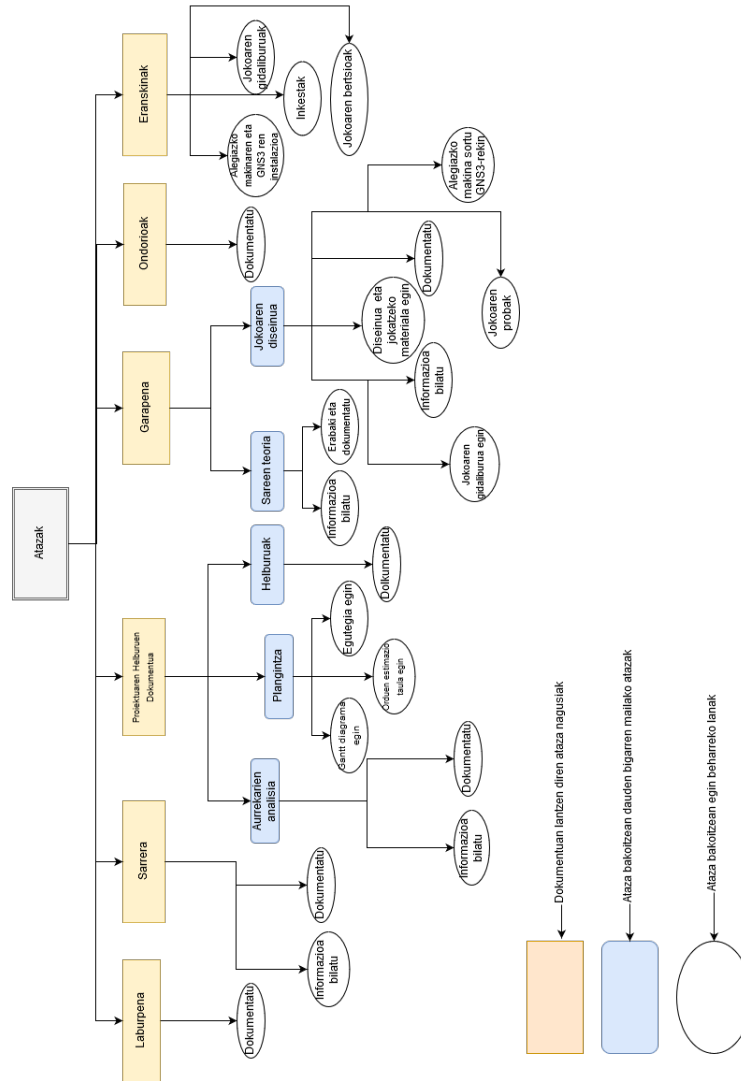 Atazak
Laburpena
Sarrera
Proiektuaren Helburuen
Dokumentua
Garapena
Ondorioak
Eranskinak
Dokumentatu
Informazioa
bilatu
Dokumentatu
Aurrekarien
analisia
Plangintza
Helburuak
Informazioa
bilatu
Dokumentatu
Gantt diagrama
egin
Orduen estimazio
taula egin
Egutegia egin
Dolkumentatu
Sareen teoria
Jokoaren
diseinua
Informazioa
bilatu
Erabaki eta
dokumentatu
Jokoaren
gidaliburua egin
Informazioa
bilatu
Diseinua eta
jokatzeko
materiala egin
Dokumentatu
Jokoaren
probak
Alegiazko
makina sortu
GNS3-rekin
Dokumentatu
Alegiazko
makinaren eta
GNS3 ren
instalazioa
Inkestak
Jokoaren
gidaliburuak
Jokoaren bertsioak
Dokumentuan lantzen diren ataza nagusiak
Ataza bakoitzean dauden bigarren mailako atazak
Ataza bakoitzean egin beharreko lanak